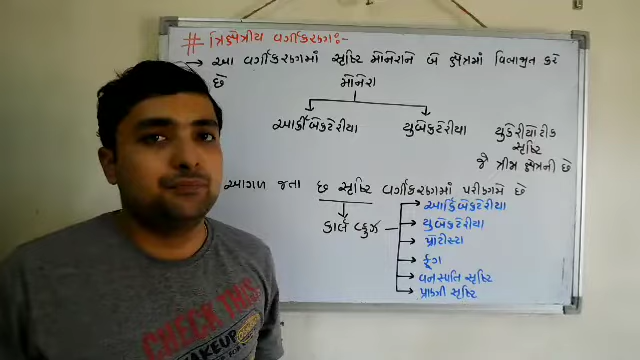 # ત્રિક્ષેત્રીય વર્ગીકરણ:-
→ આ વર્ગીકરણમાં સૃષ્ટિ મોનેરાને બે ક્ષેત્રમાં વિભાજીત કરે
છે
મોનેરા
આર્કીબેક્ટેરીયા યુબેક્ટેરીયા યુકેરીયોટીક
સૃષ્ટિ
જે ત્રીજા ક્ષેત્રની છે
આગળ જતા છ સૃષ્ટિ વર્ગીકરણમાં પરીણમે છે
કાર્લ વુઝ
આર્કિબેક્ટેરીયા
યુબેક્ટેરીયા
પ્રોટીસ્ટા
ફૂગ
વનસ્પતિ સૃષ્ટિ
પ્રાણી સૃષ્ટિ
CHECK THIS
MAKEUP